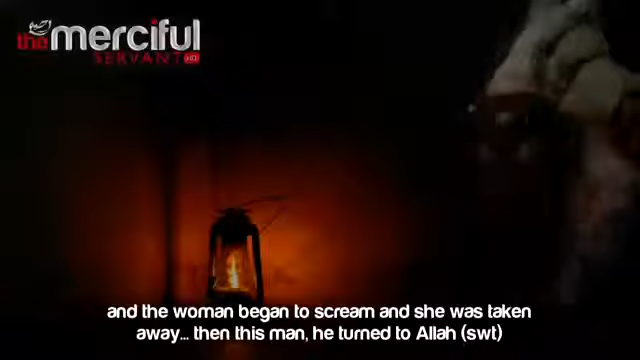 the merciful
SERVANT HD
and the woman began to scream and she was taken
away... then this man, he turned to Allah (swt)